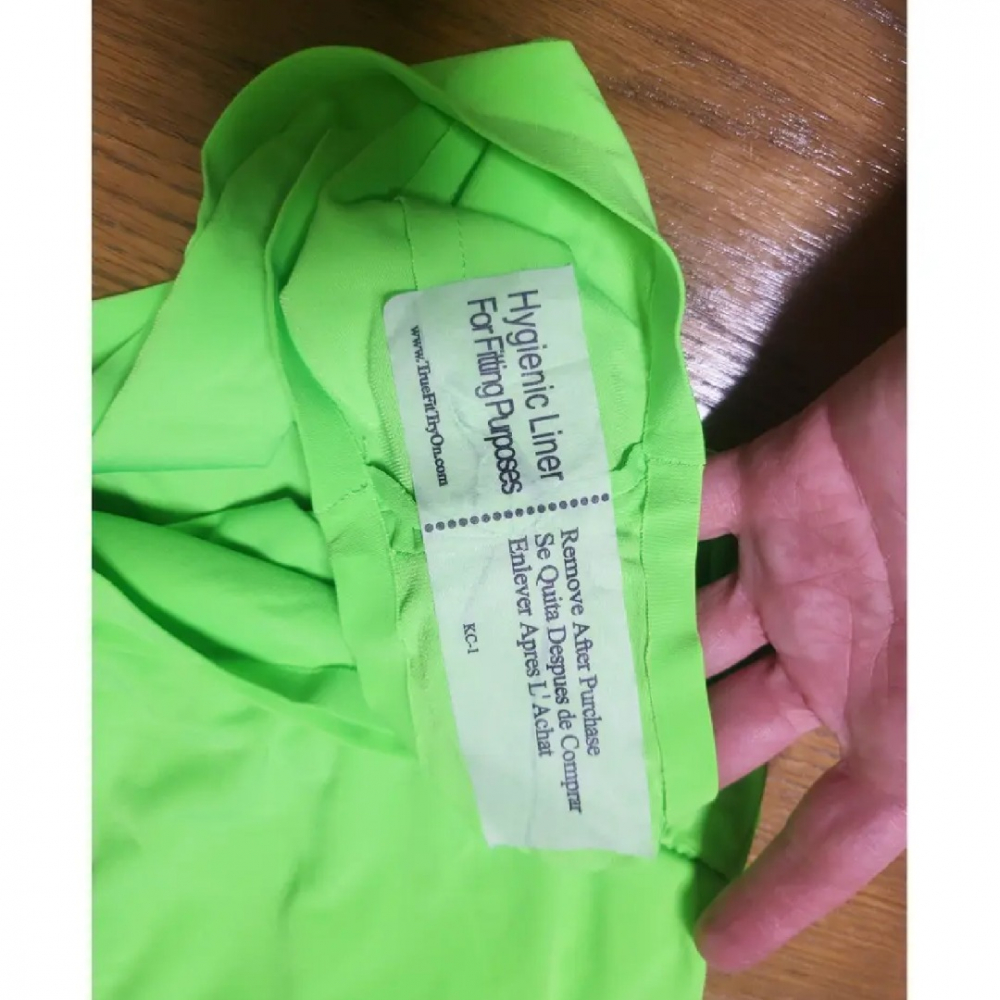 Hygienic Liner
For Fitting Purposes
www.TrueFitTryOn.com
Remove After Purchase
Se Quita Despues de Comprar
Enlever Apres L' Achat
KC-1